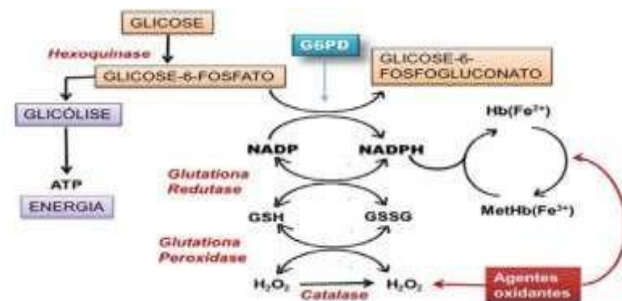 GLICOSE
Hexoquinase
G6PD
GLICOSE-6-FOSFATO
GLICOSE-6-
FOSFOGLUCONATO
GLICÓLISE
ATP
ENERGIA
NADP
NADPH
Hb(Fe²⁺)
MetHb(Fe³⁺)
Glutationa
Redutase
GSH
GSSG
Glutationa
Peroxidase
H₂O₂
Catalase
H₂O₂
Agentes
oxidantes